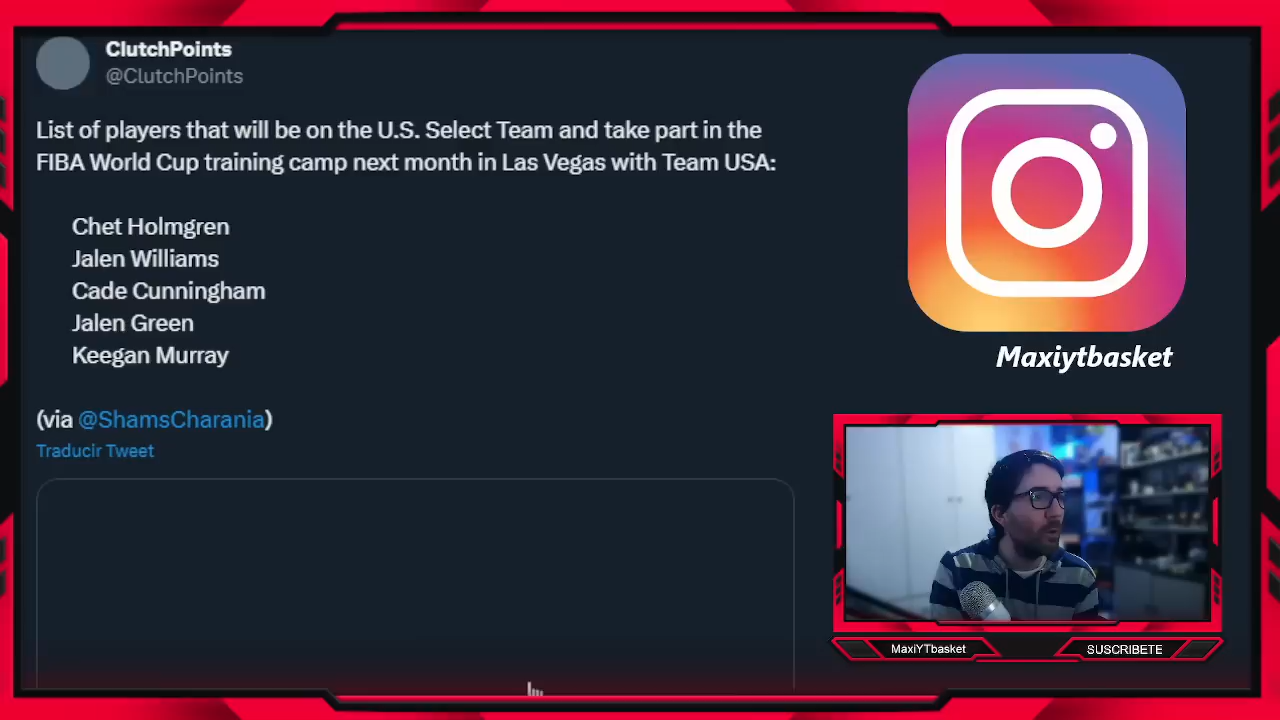 ClutchPoints
@ClutchPoints
List of players that will be on the U.S. Select Team and take part in the
FIBA World Cup training camp next month in Las Vegas with Team USA:
Chet Holmgren
Jalen Williams
Cade Cunningham
Jalen Green
Keegan Murray
(via @ShamsCharania)
Traducir Tweet
Maxiytbasket
MaxiYTbasket
SUSCRIBETE